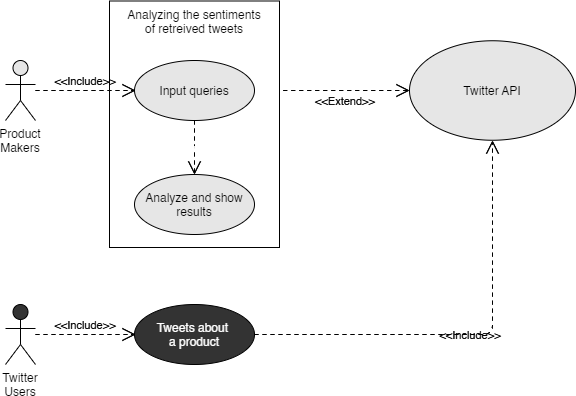 Analyzing the sentiments
of retreived tweets
<<Include>>
Input queries
<<Extend>>
Twitter API
Product
Makers
Analyze and show
results
<<Include>>
Tweets about
a product
<<Include>>
Twitter
Users